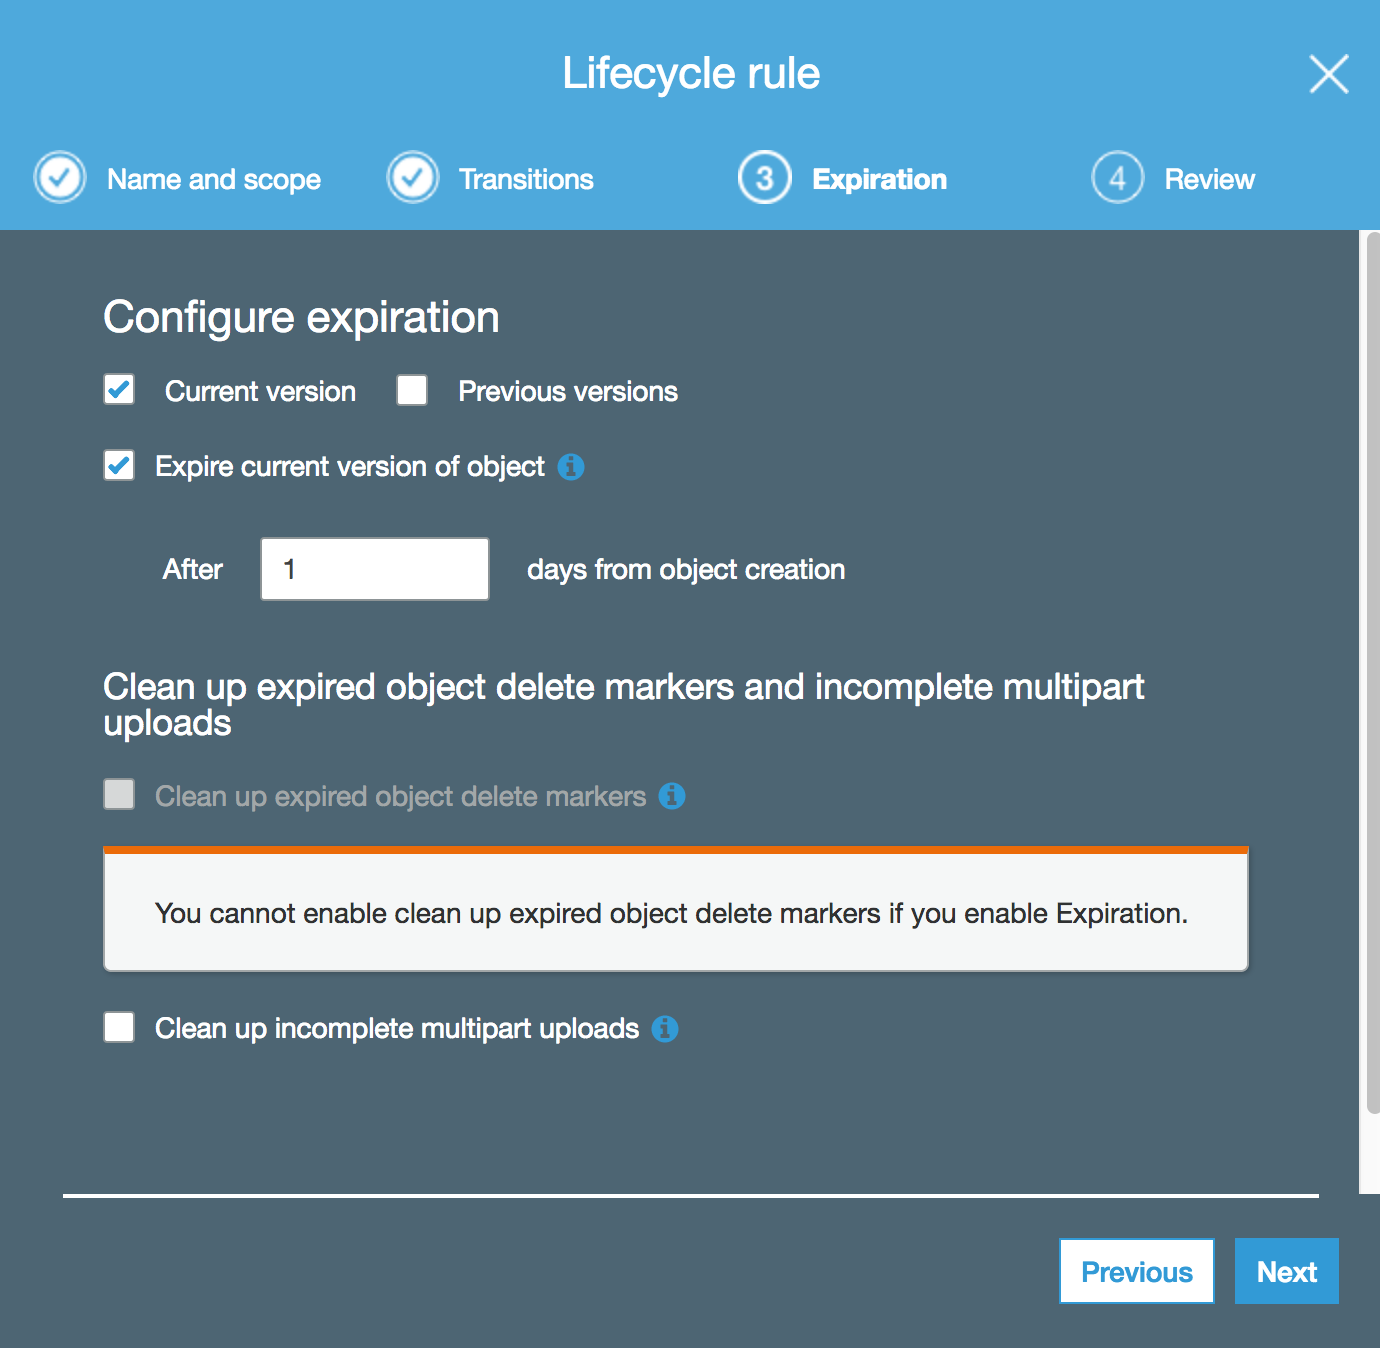 Lifecycle rule
Name and scope
Transitions
3 Expiration
4 Review
Configure expiration
Current version
Previous versions
Expire current version of object
After 1 days from object creation
Clean up expired object delete markers and incomplete multipart
uploads
Clean up expired object delete markers
You cannot enable clean up expired object delete markers if you enable Expiration.
Clean up incomplete multipart uploads
Previous
Next